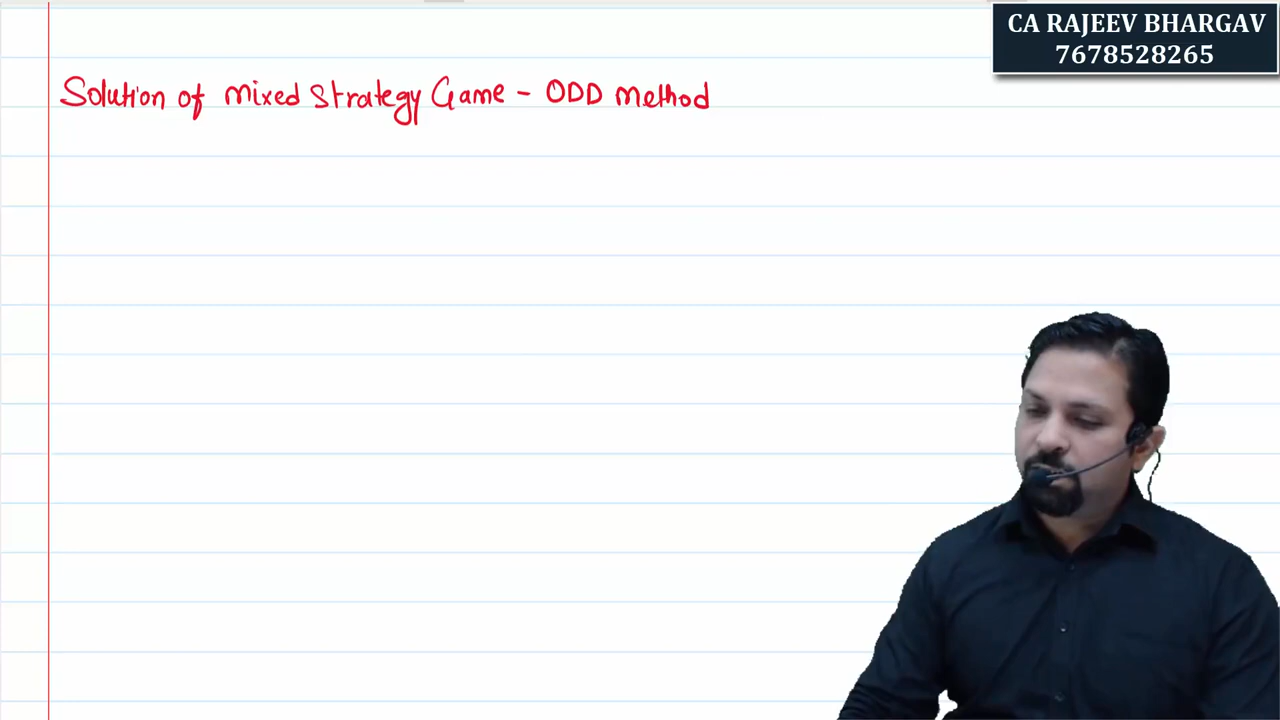 CA RAJEEV BHARGAV
7678528265
Solution of mixed strategy Game - ODD method